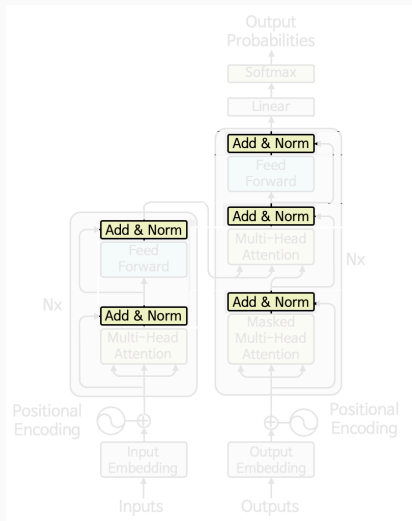 Output
Probabilities
Softmax
Linear
Add & Norm
Feed
Forward
Add & Norm
Multi-Head
Attention
Nx
Add & Norm
Masked
Multi-Head
Attention
Add & Norm
Feed
Forward
Nx
Add & Norm
Multi-Head
Attention
Positional
Encoding
Positional
Encoding
Input
Embedding
Output
Embedding
Inputs
Outputs